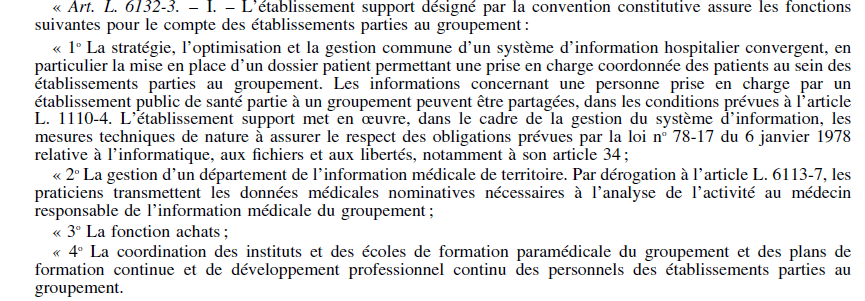 « Art. L. 6132-3. – I. – L'établissement support désigné par la convention constitutive assure les fonctions
suivantes pour le compte des établissements parties au groupement :
« 1° La stratégie, l'optimisation et la gestion commune d'un système d'information hospitalier convergent, en
particulier la mise en place d'un dossier patient permettant une prise en charge coordonnée des patients au sein des
établissements parties au groupement. Les informations concernant une personne prise en charge par un
établissement public de santé partie à un groupement peuvent être partagées, dans les conditions prévues à l'article
L. 1110-4. L'établissement support met en œuvre, dans le cadre de la gestion du système d'information, les
mesures techniques de nature à assurer le respect des obligations prévues par la loi n° 78-17 du 6 janvier 1978
relative à l'informatique, aux fichiers et aux libertés, notamment à son article 34 ;
« 2° La gestion d'un département de l'information médicale de territoire. Par dérogation à l'article L. 6113-7, les
praticiens transmettent les données médicales nominatives nécessaires à l'analyse de l'activité au médecin
responsable de l'information médicale du groupement ;
« 3° La fonction achats ;
« 4° La coordination des instituts et des écoles de formation paramédicale du groupement et des plans de
formation continue et de développement professionnel continu des personnels des établissements parties au
groupement.